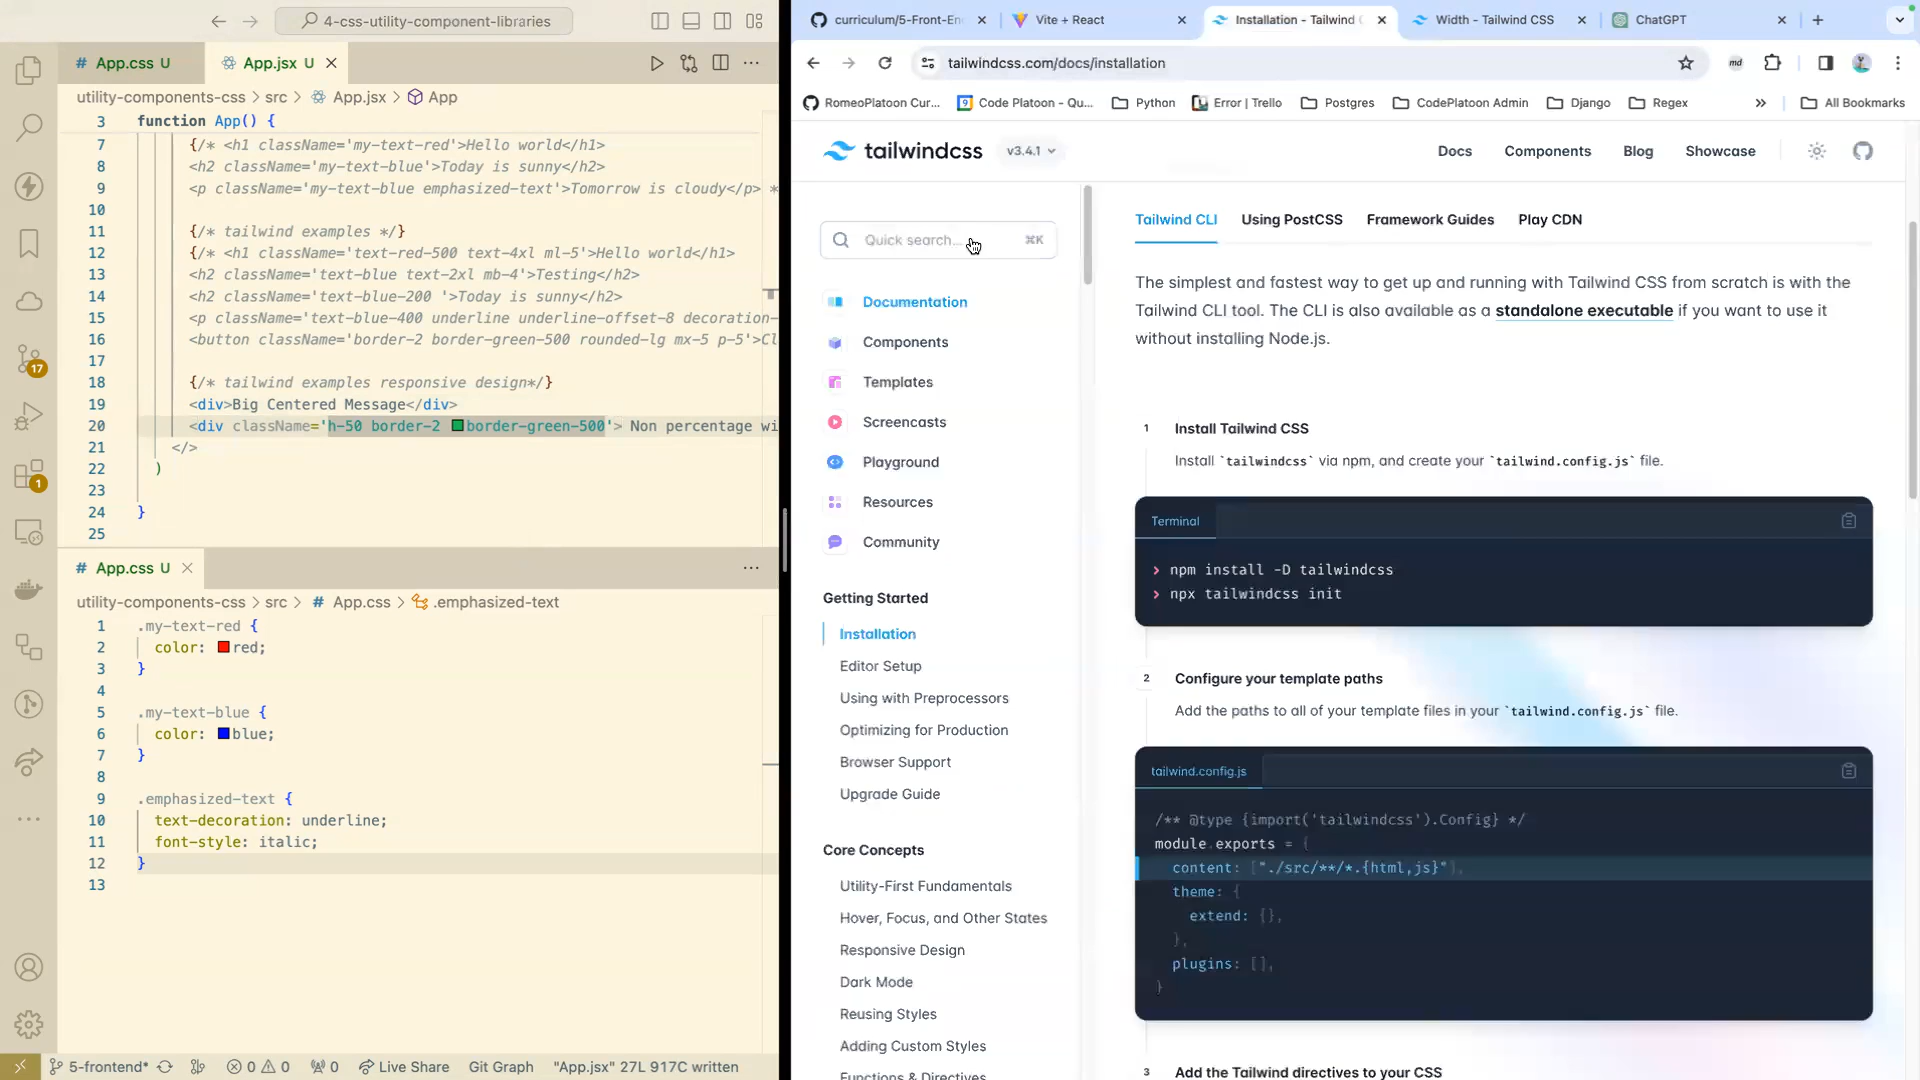 4-css-utility-component-libraries
# App.css U
App.jsx U
utility-components-css > src > App.jsx > App
3 function App() {
7 {/* <h1 className='my-text-red'>Hello world</h1>
8 <h2 className='my-text-blue'>Today is sunny</h2>
9 <p className='my-text-blue emphasized-text'>Tomorrow is cloudy</p> *
10
11 {/* tailwind examples */}
12 {/* <h1 className='text-red-500 text-4xl ml-5'>Hello world</h1>
13 <h2 className='text-blue text-2xl mb-4'>Testing</h2>
14 <h2 className='text-blue-200 '>Today is sunny</h2>
15 <p className='text-blue-400 underline underline-offset-8 decoration-
16 <button className='border-2 border-green-500 rounded-lg mx-5 p-5'>Cl
17
18 {/* tailwind examples responsive design*/}
19 <div>Big Centered Message</div>
20 <div className='h-50 border-2 border-green-500'> Non percentage wi
21 </>
22 )
23
24 }
25
# App.css U
utility-components-css > src > # App.css > .emphasized-text
1 .my-text-red {
2 color: red;
3 }
4
5 .my-text-blue {
6 color: blue;
7 }
8
9 .emphasized-text {
10 text-decoration: underline;
11 font-style: italic;
12 }
13
17
1
5-frontend*
0 0
0
Live Share
Git Graph
"App.jsx" 27L 917C written
curriculum/5-Front-En
Vite + React
Installation - Tailwind C
Width - Tailwind CSS
ChatGPT
tailwindcss.com/docs/installation
md
RomeoPlatoon Cur...
9
Code Platoon - Qu...
Python
Error | Trello
Postgres
CodePlatoon Admin
Django
Regex
»
All Bookmarks
tailwindcss
v3.4.1
Docs
Components
Blog
Showcase
Quick search...
⌘K
Documentation
Components
Templates
Screencasts
Playground
Resources
Community
Getting Started
Installation
Editor Setup
Using with Preprocessors
Optimizing for Production
Browser Support
Upgrade Guide
Core Concepts
Utility-First Fundamentals
Hover, Focus, and Other States
Responsive Design
Dark Mode
Reusing Styles
Adding Custom Styles
Functions & Directives
Tailwind CLI
Using PostCSS
Framework Guides
Play CDN
The simplest and fastest way to get up and running with Tailwind CSS from scratch is with the
Tailwind CLI tool. The CLI is also available as a standalone executable if you want to use it
without installing Node.js.
1 Install Tailwind CSS
Install `tailwindcss` via npm, and create your `tailwind.config.js` file.
Terminal
> npm install -D tailwindcss
> npx tailwindcss init
2 Configure your template paths
Add the paths to all of your template files in your `tailwind.config.js` file.
tailwind.config.js
/** @type {import('tailwindcss').Config} */
module.exports = {
content: ["./src/**/*.{html,js}"],
theme: {
extend: {},
},
plugins: [],
}
3 Add the Tailwind directives to your CSS